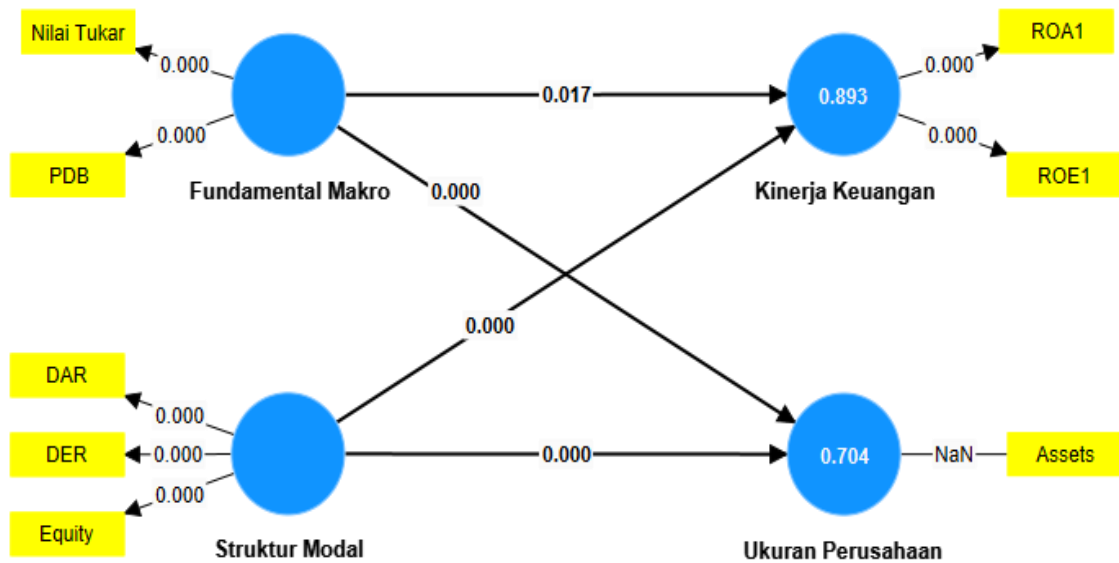 Nilai Tukar
0.000
0.000
PDB
Fundamental Makro
0.017
0.000
0.893
Kinerja Keuangan
0.000
0.000
ROA1
ROE1
DAR
DER
Equity
0.000
0.000
0.000
Struktur Modal
0.000
0.000
0.704
Ukuran Perusahaan
NaN
Assets